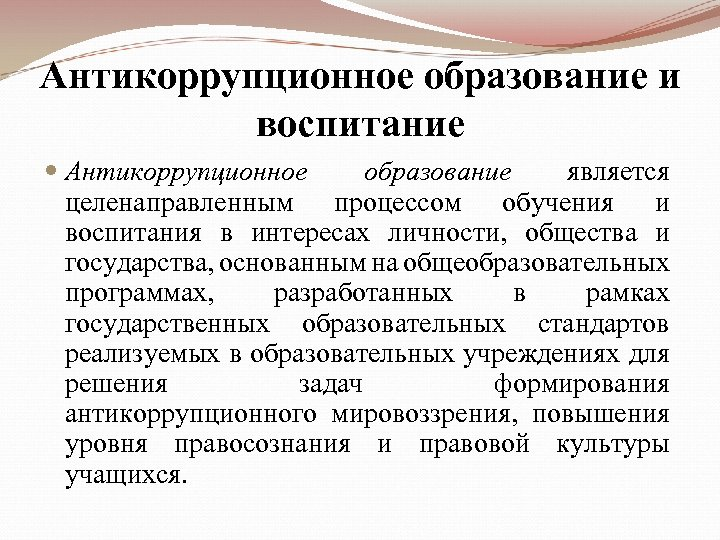 Антикоррупционное образование и
воспитание
• Антикоррупционное образование является
целенаправленным процессом обучения и
воспитания в интересах личности, общества и
государства, основанным на общеобразовательных
программах, разработанных в рамках
государственных образовательных стандартов
реализуемых в образовательных учреждениях для
решения задач формирования
антикоррупционного мировоззрения, повышения
уровня правосознания и правовой культуры
учащихся.